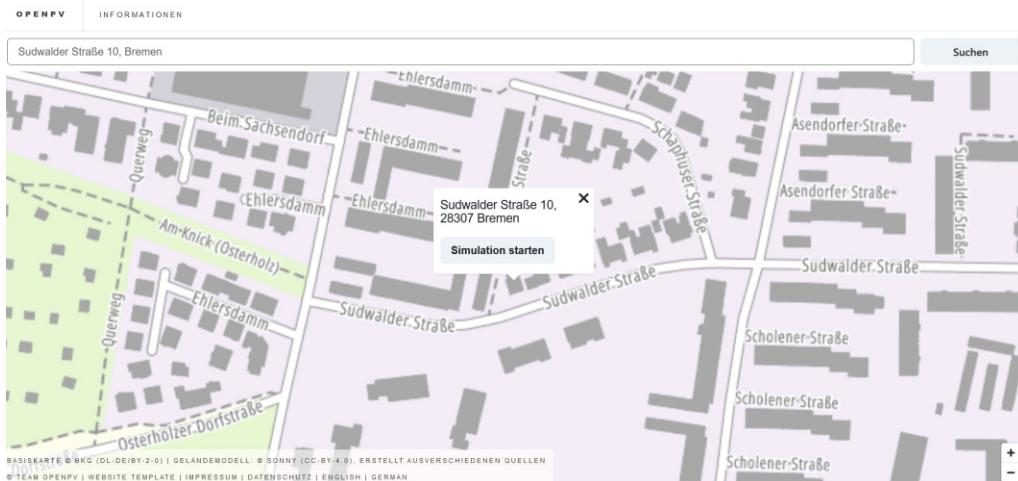 OPENPV INFORMATIONEN
Sudwalder Straße 10, Bremen Suchen
Ehlersdamm
Beim Sachsendorf
Ehlersdamm
Schaphuser Straße
Asendorfer Straße
Querweg
Straße
Sudwalder Straße
Ehlersdamm
Ehlersdamm
Asendorfer Straße
Sudwalder Straße 10,
28307 Bremen
Simulation starten
Am Knick (Osterholz)
Sudwalder Straße
Sudwalder Straße
Ehlersdamm
Querweg
Sudwalder Straße
Scholener Straße
Scholener Straße
Osterholzer Dorfstraße
Scholener Straße
BASISKARTE © BKG (DL-DE/BY-2-0) | GELÄNDEMODELL: © SONNY (CC-BY-4.0), ERSTELLT AUSVERSCHIEDENEN QUELLEN
© TEAM OPENPV | WEBSITE TEMPLATE | IMPRESSUM | DATENSCHUTZ | ENGLISH | GERMAN